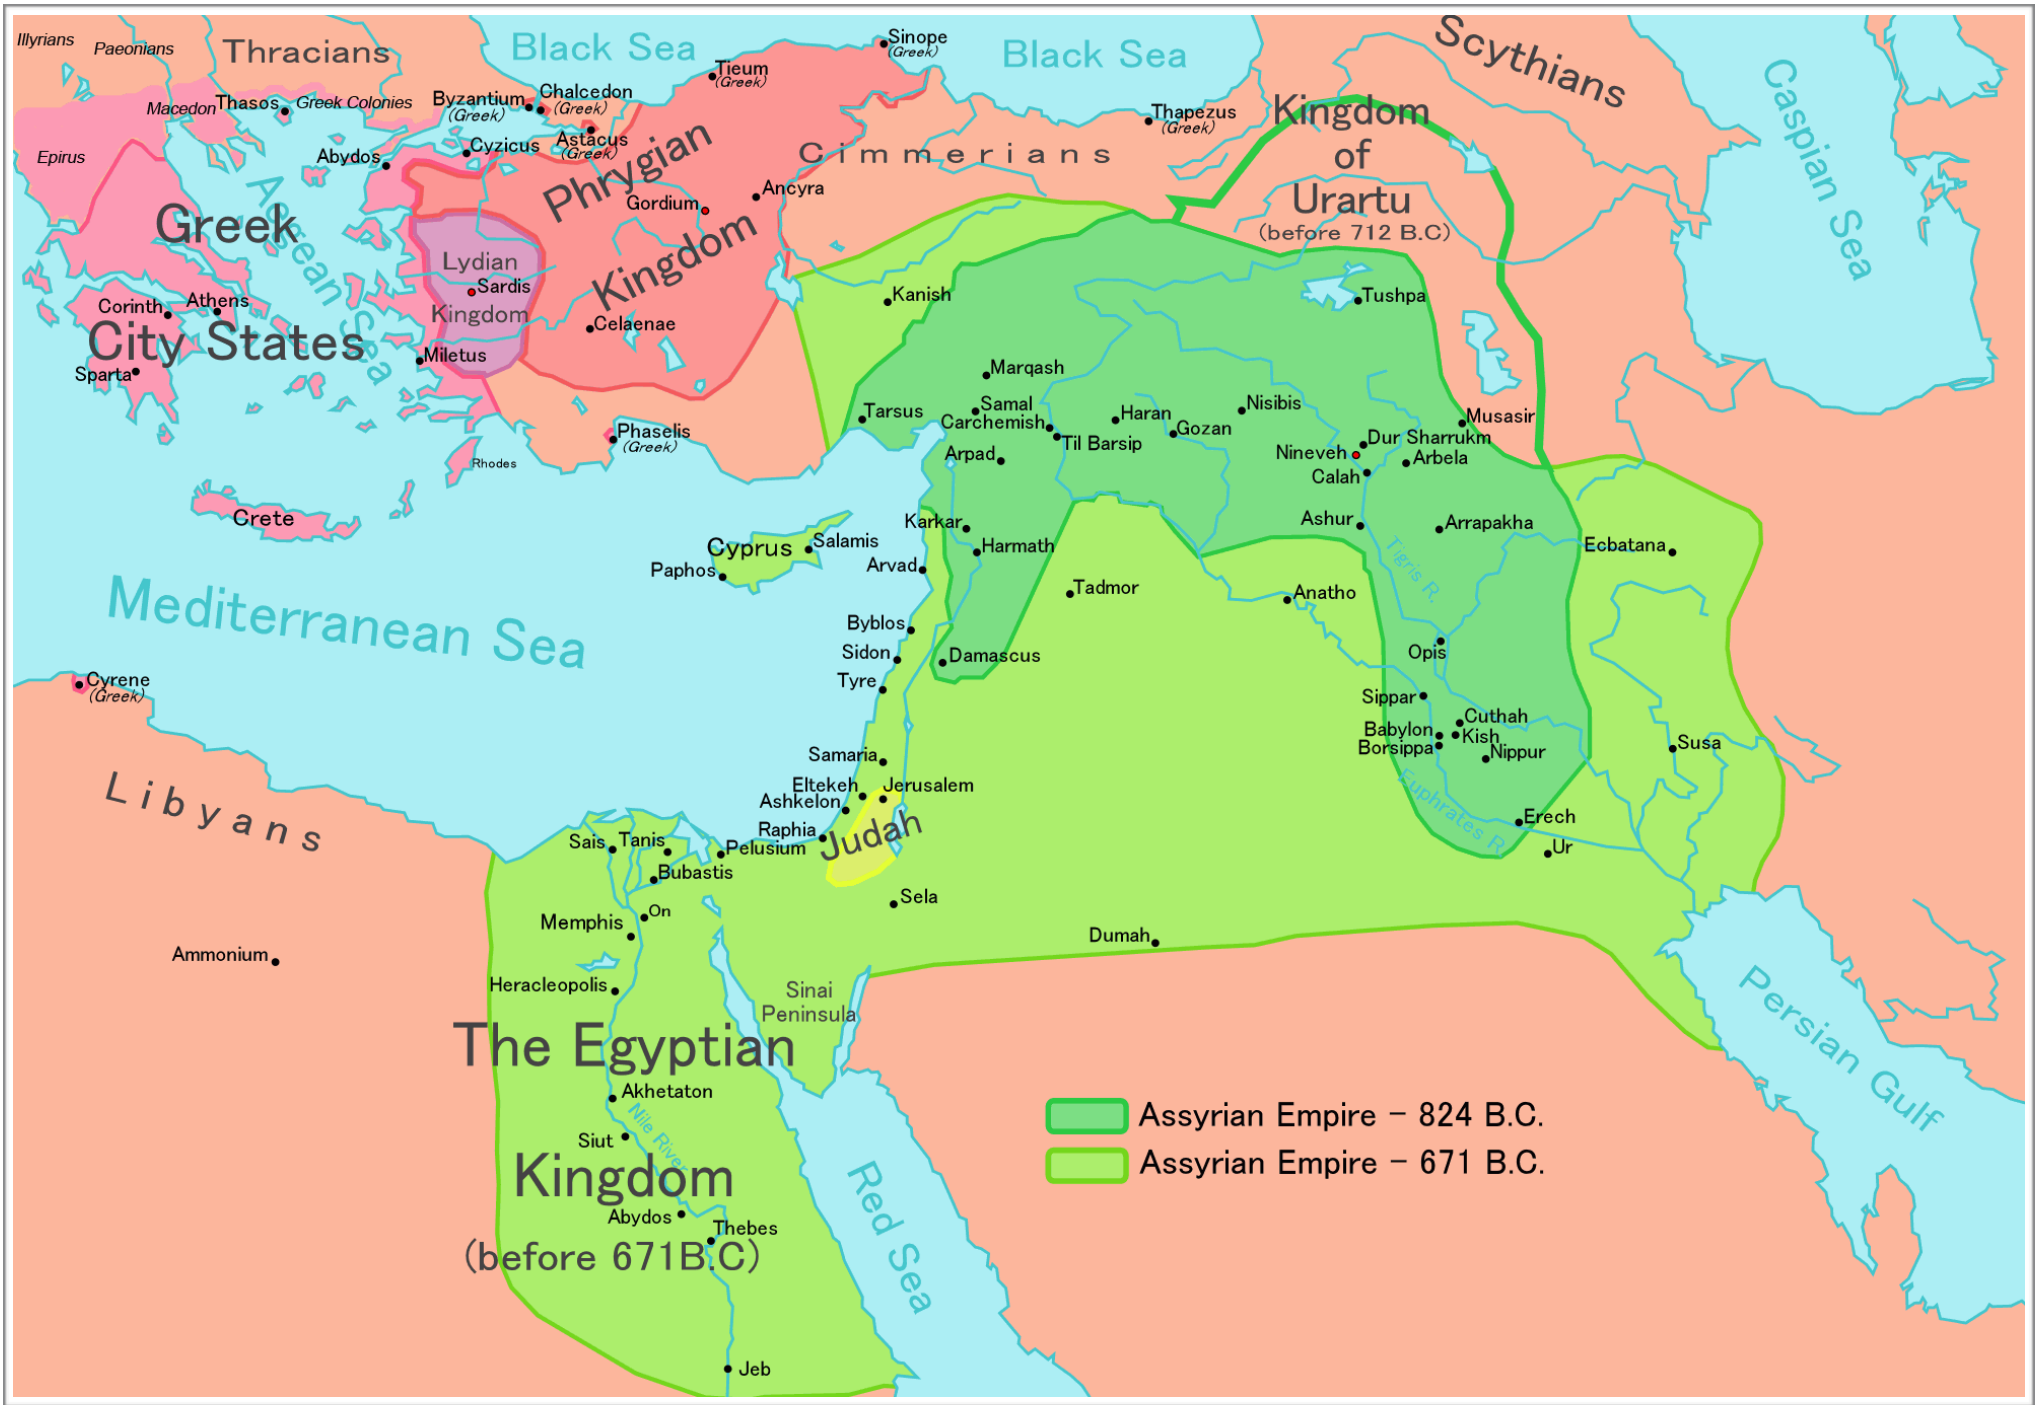 Illyrians
Paeonians
Thracians
Black Sea
Sinope
(Greek)
Black Sea
Scythians
Caspian Sea
Tieum
(Greek)
Macedon
Thasos
Greek Colonies
Byzantium
(Greek)
Chalcedon
(Greek)
Astacus
(Greek)
Thapezus
(Greek)
Kingdom
of
Urartu
(before 712 B.C)
Epirus
Abydos
Cyzicus
Phrygian
Kingdom
Cimmerians
Gordium
Ancyra
Greek
City States
Aegean Sea
Lydian
Kingdom
Sardis
Corinth
Athens
Sparta
Miletus
Celaenae
Kanish
Tushpa
Marqash
Tarsus
Samal
Carchemish
Til Barsip
Haran
Gozan
Nisibis
Musasir
Dur Sharrukm
Nineveh
Arbela
Calah
Arpad
Phaselis
(Greek)
Rhodes
Crete
Cyprus
Salamis
Paphos
Karkar
Harmath
Arvad
Ashur
Arrapakha
Ecbatana
Tigris R.
Tadmor
Anatho
Mediterranean Sea
Byblos
Sidon
Tyre
Damascus
Opis
Cyrene
(Greek)
Sippar
Cuthah
Babylon
Kish
Borsippa
Nippur
Susa
Euphrates R.
Erech
Ur
Libyans
Samaria
Eltekeh
Jerusalem
Ashkelon
Raphia
Judah
Sais
Tanis
Pelusium
Bubastis
On
Memphis
Sela
Dumah
Ammonium
Heracleopolis
Sinai
Peninsula
Persian Gulf
The Egyptian
Kingdom
(before 671B.C)
Akhetaton
Nile River
Siut
Abydos
Thebes
Jeb
Red Sea
Assyrian Empire – 824 B.C.
Assyrian Empire – 671 B.C.